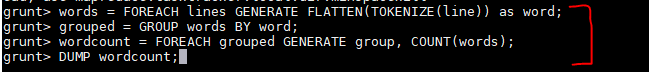 grunt> words = FOREACH lines GENERATE FLATTEN(TOKENIZE(line)) as word;
grunt> grouped = GROUP words BY word;
grunt> wordcount = FOREACH grouped GENERATE group, COUNT(words);
grunt> DUMP wordcount;